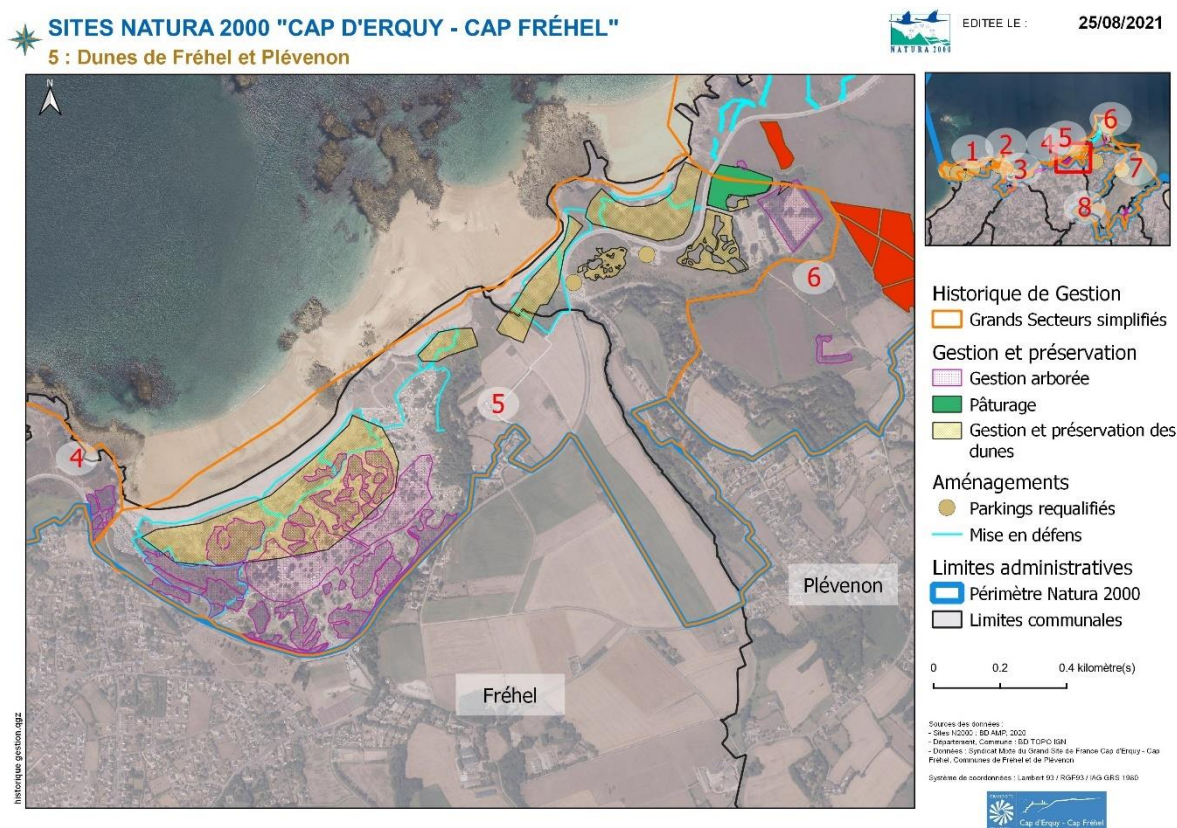 SITES NATURA 2000 "CAP D'ERQUY - CAP FRÉHEL"
5 : Dunes de Fréhel et Plévenon
NATURA 2000
EDITEE LE :
25/08/2021
N
4
5
6
Plévenon
Fréhel
1
2
3
4
5
6
7
8
Historique de Gestion
Grands Secteurs simplifiés
Gestion et préservation
Gestion arborée
Pâturage
Gestion et préservation des
dunes
Aménagements
Parkings requalifiés
Mise en défens
Limites administratives
Périmètre Natura 2000
Limites communales
0 0.2 0.4 kilomètre(s)
Sources des données :
- Sites N2000 : BD AMP, 2020
- Département, Commune : BD TOPO IGN
- Données : Syndicat Mixte du Grand Site de France Cap d'Erquy - Cap
Fréhel, Communes de Fréhel et de Plévenon
Système de coordonnées : Lambert 93 / RGF93 / IAG GRS 1980
Cap d'Erquy - Cap Fréhel
historique gestion.qgz